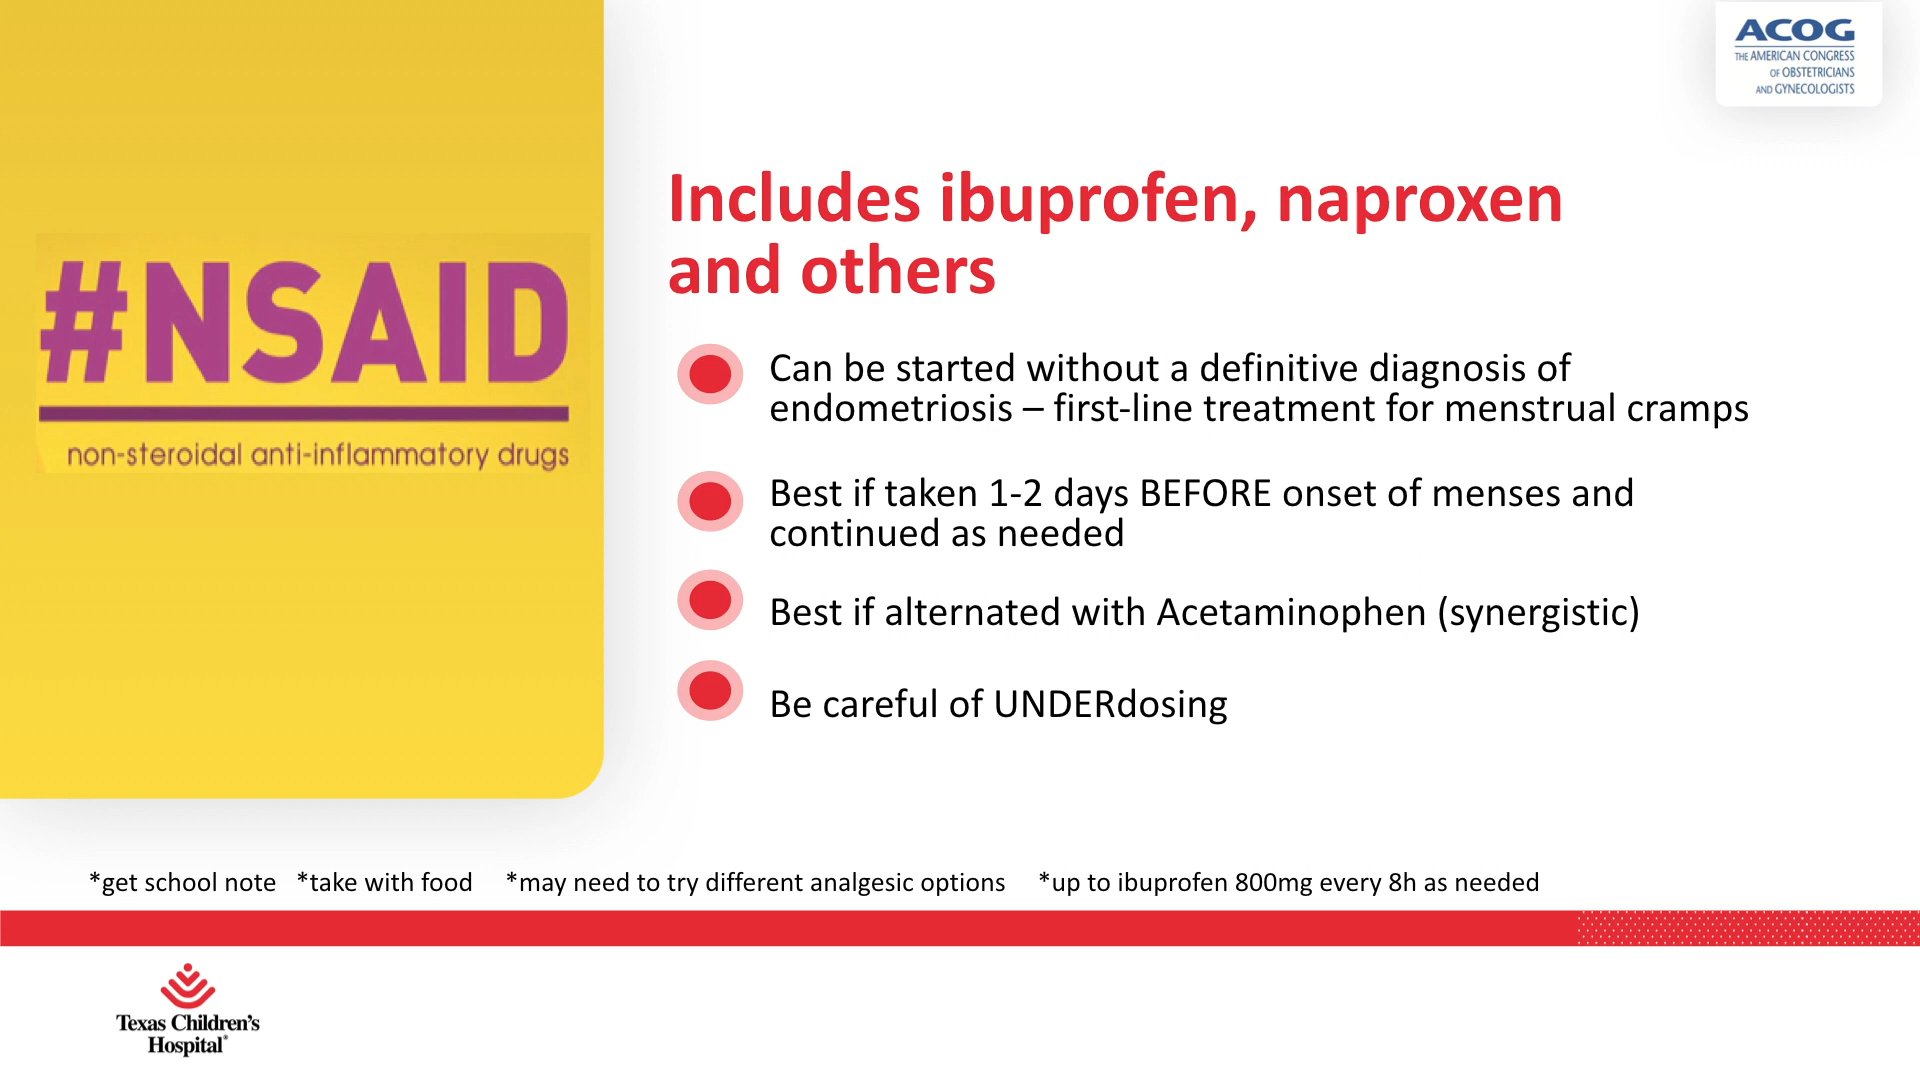 ACOG
THE AMERICAN CONGRESS
OF OBSTETRICIANS
AND GYNECOLOGISTS
#NSAID
non-steroidal anti-inflammatory drugs
Includes ibuprofen, naproxen
and others
Can be started without a definitive diagnosis of
endometriosis – first-line treatment for menstrual cramps
Best if taken 1-2 days BEFORE onset of menses and
continued as needed
Best if alternated with Acetaminophen (synergistic)
Be careful of UNDERdosing
*get school note *take with food *may need to try different analgesic options *up to ibuprofen 800mg every 8h as needed
Texas Children's
Hospital®